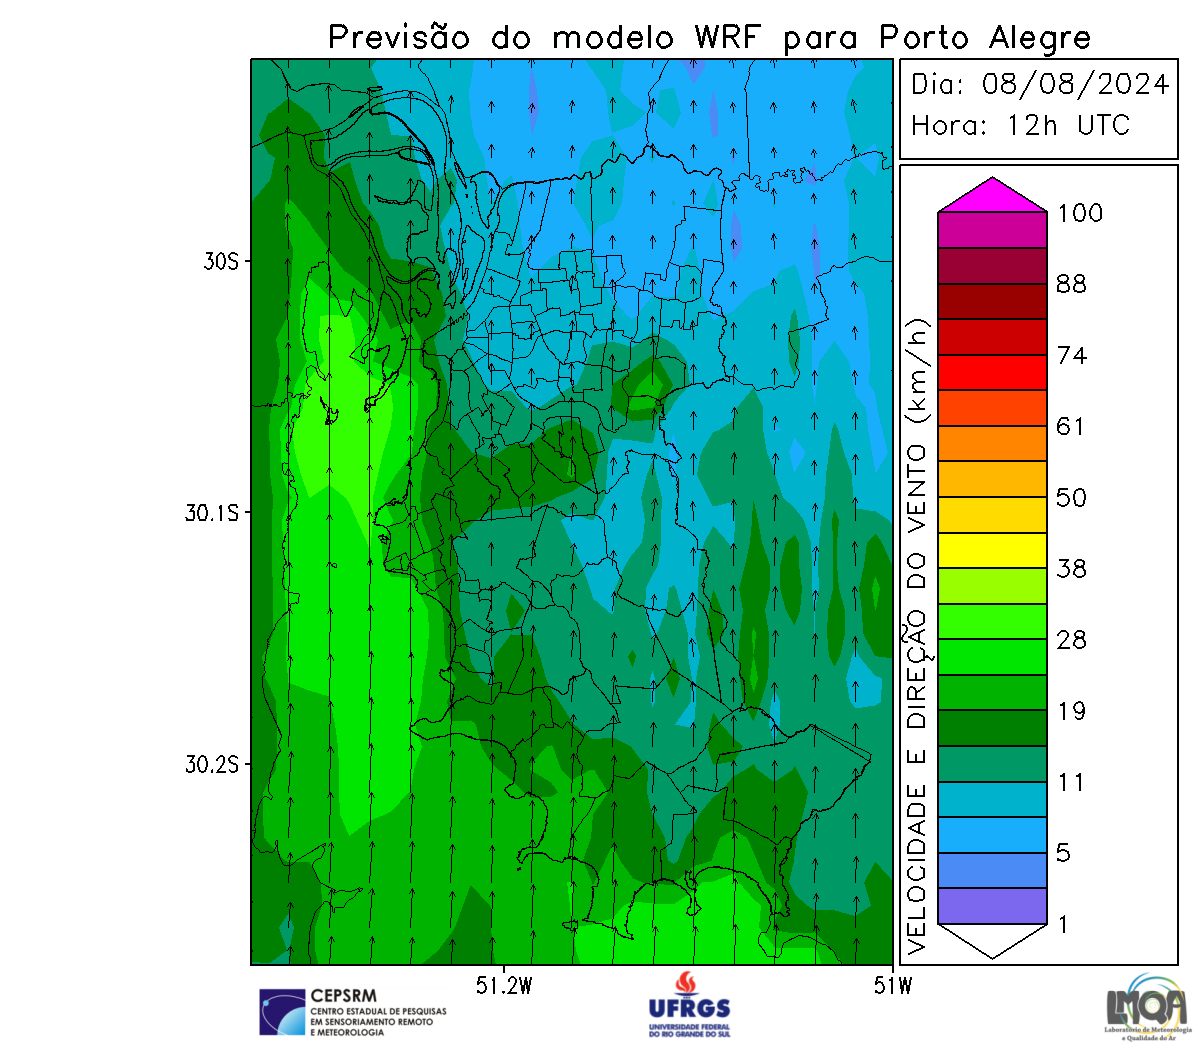 Previsão do modelo WRF para Porto Alegre
Dia: 08/08/2024
Hora: 12h UTC
30S
30.1S
30.2S
51.2W
51W
VELOCIDADE E DIREÇÃO DO VENTO (km/h)
100
88
74
61
50
38
28
19
11
5
1
CEPSRM
CENTRO ESTADUAL DE PESQUISAS
EM SENSORIAMENTO REMOTO
E METEOROLOGIA
UFRGS
UNIVERSIDADE FEDERAL
DO RIO GRANDE DO SUL
LMQA
Laboratório de Meteorologia
e Qualidade do Ar